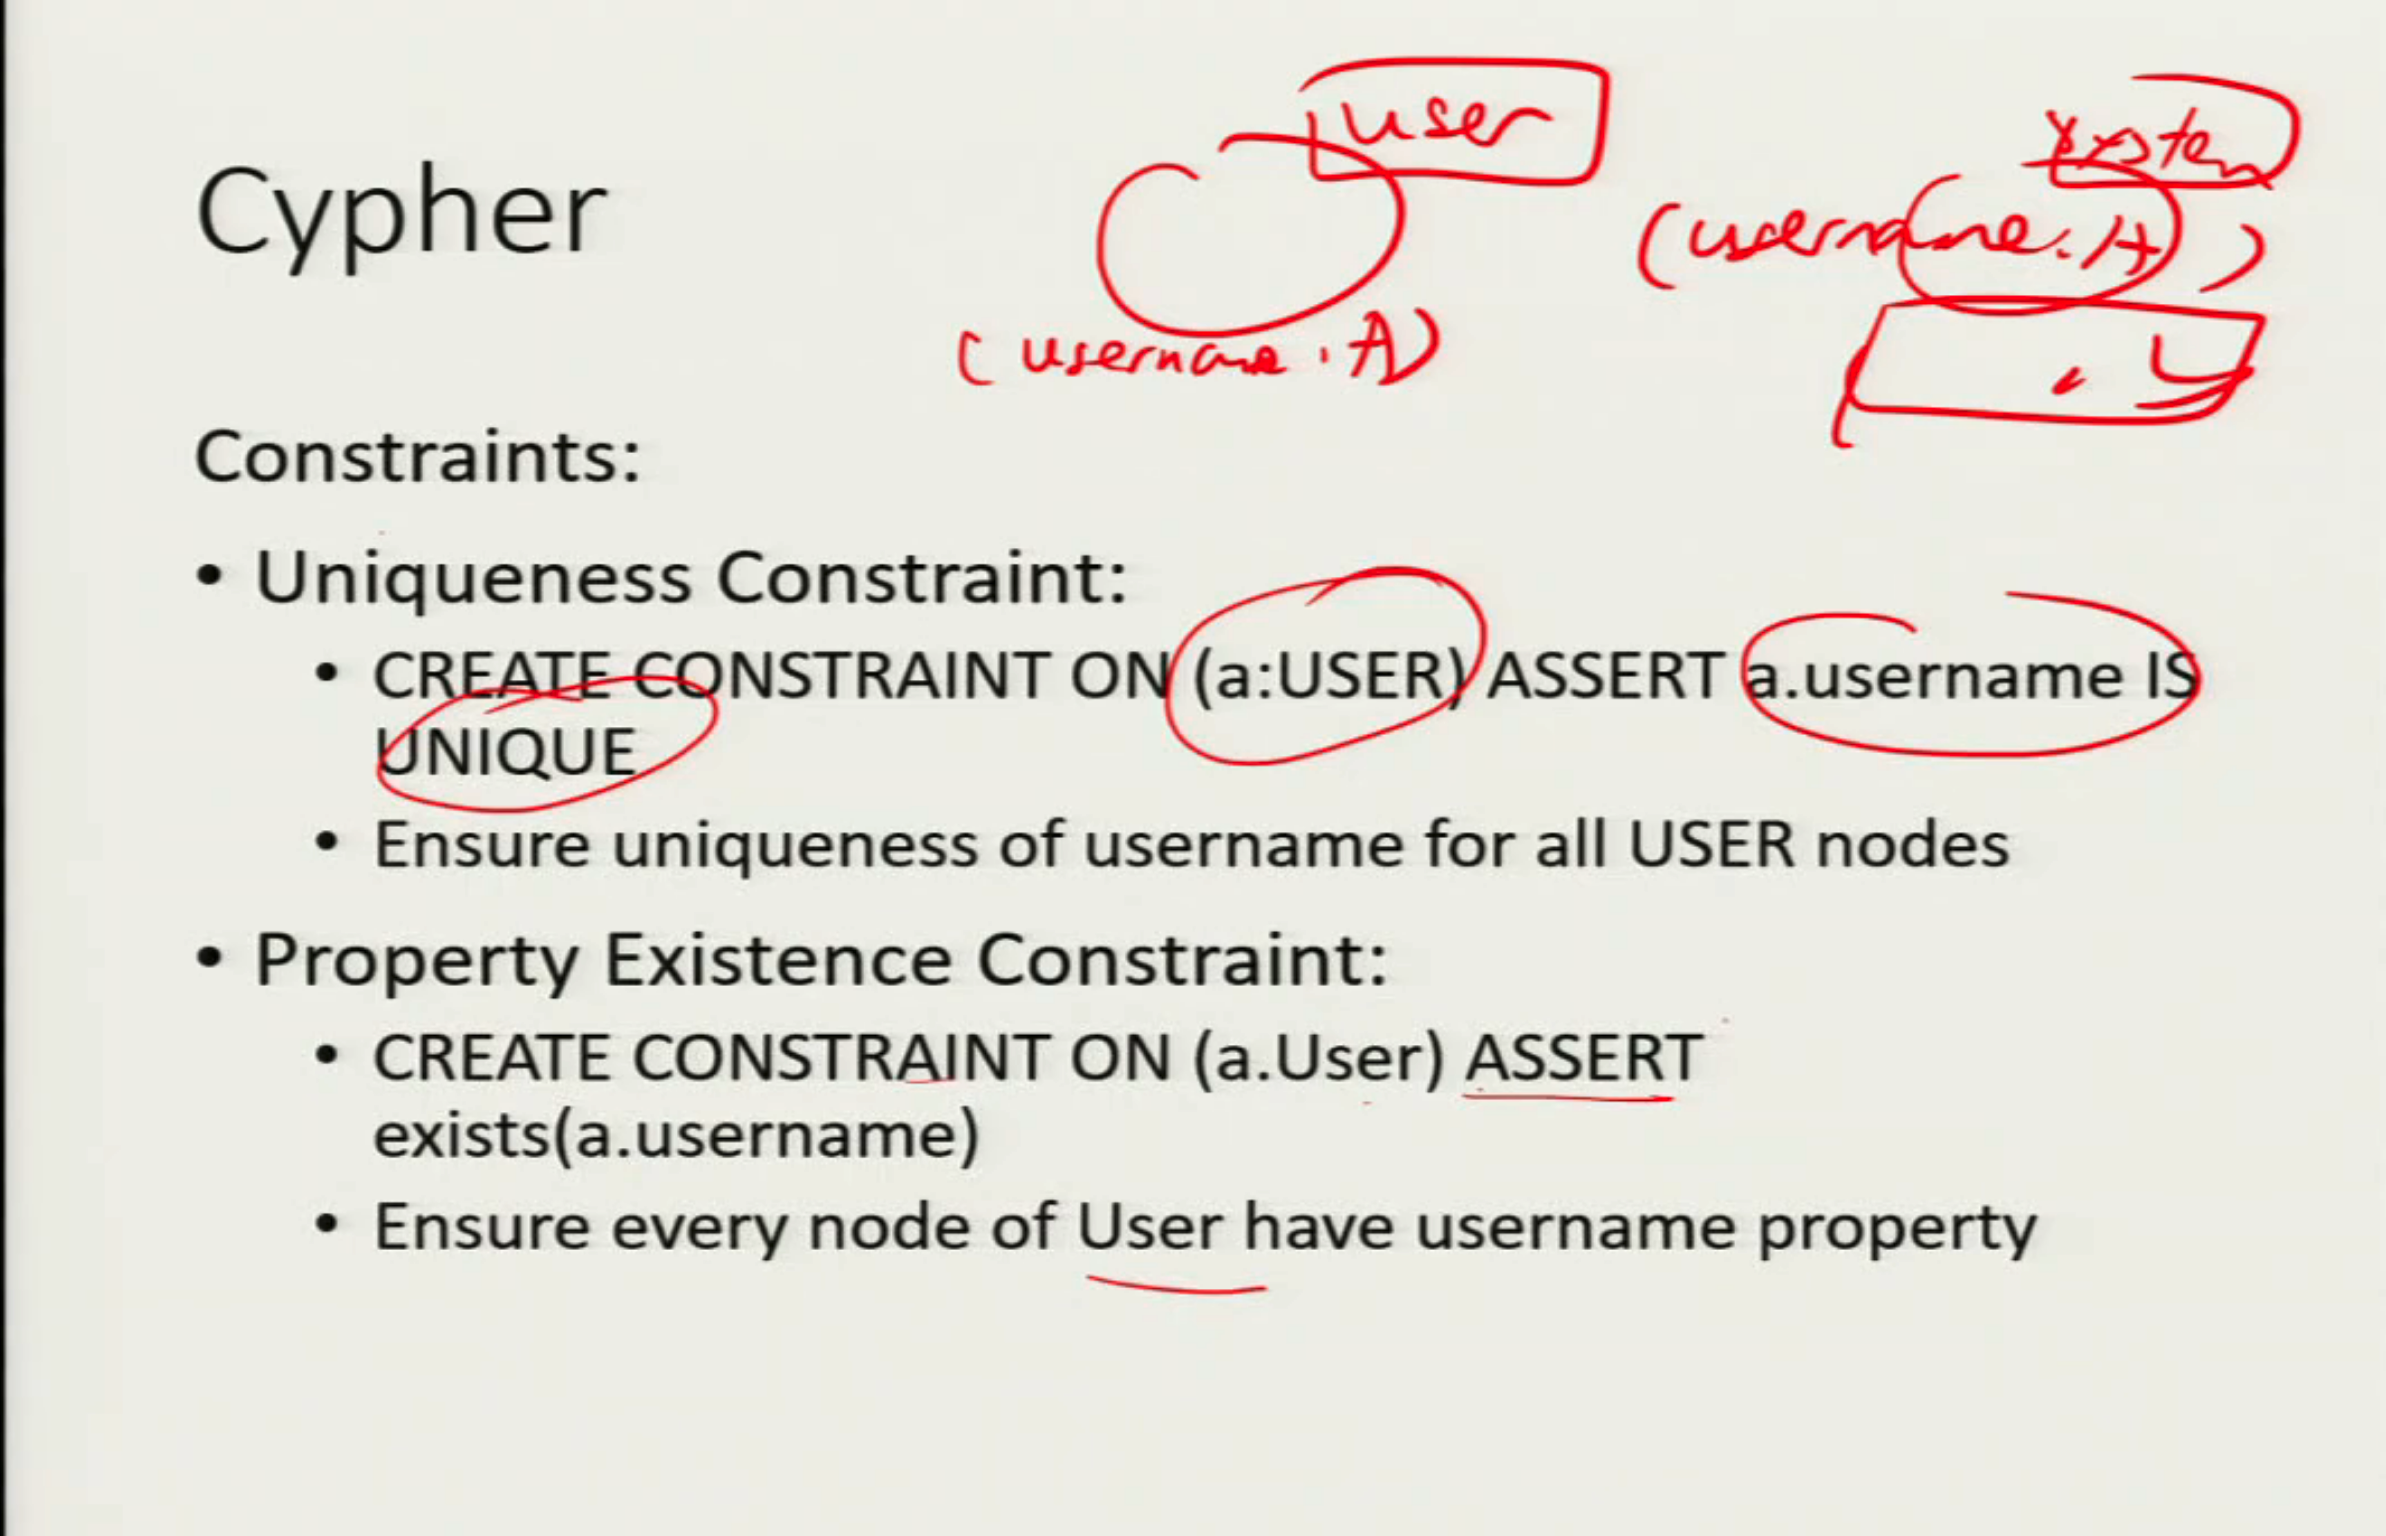 user
system
Cypher
(username.A)
(username.A)
Constraints:
• Uniqueness Constraint:
• CREATE CONSTRAINT ON (a:USER) ASSERT a.username IS
UNIQUE
• Ensure uniqueness of username for all USER nodes
• Property Existence Constraint:
• CREATE CONSTRAINT ON (a.User) ASSERT
exists(a.username)
• Ensure every node of User have username property